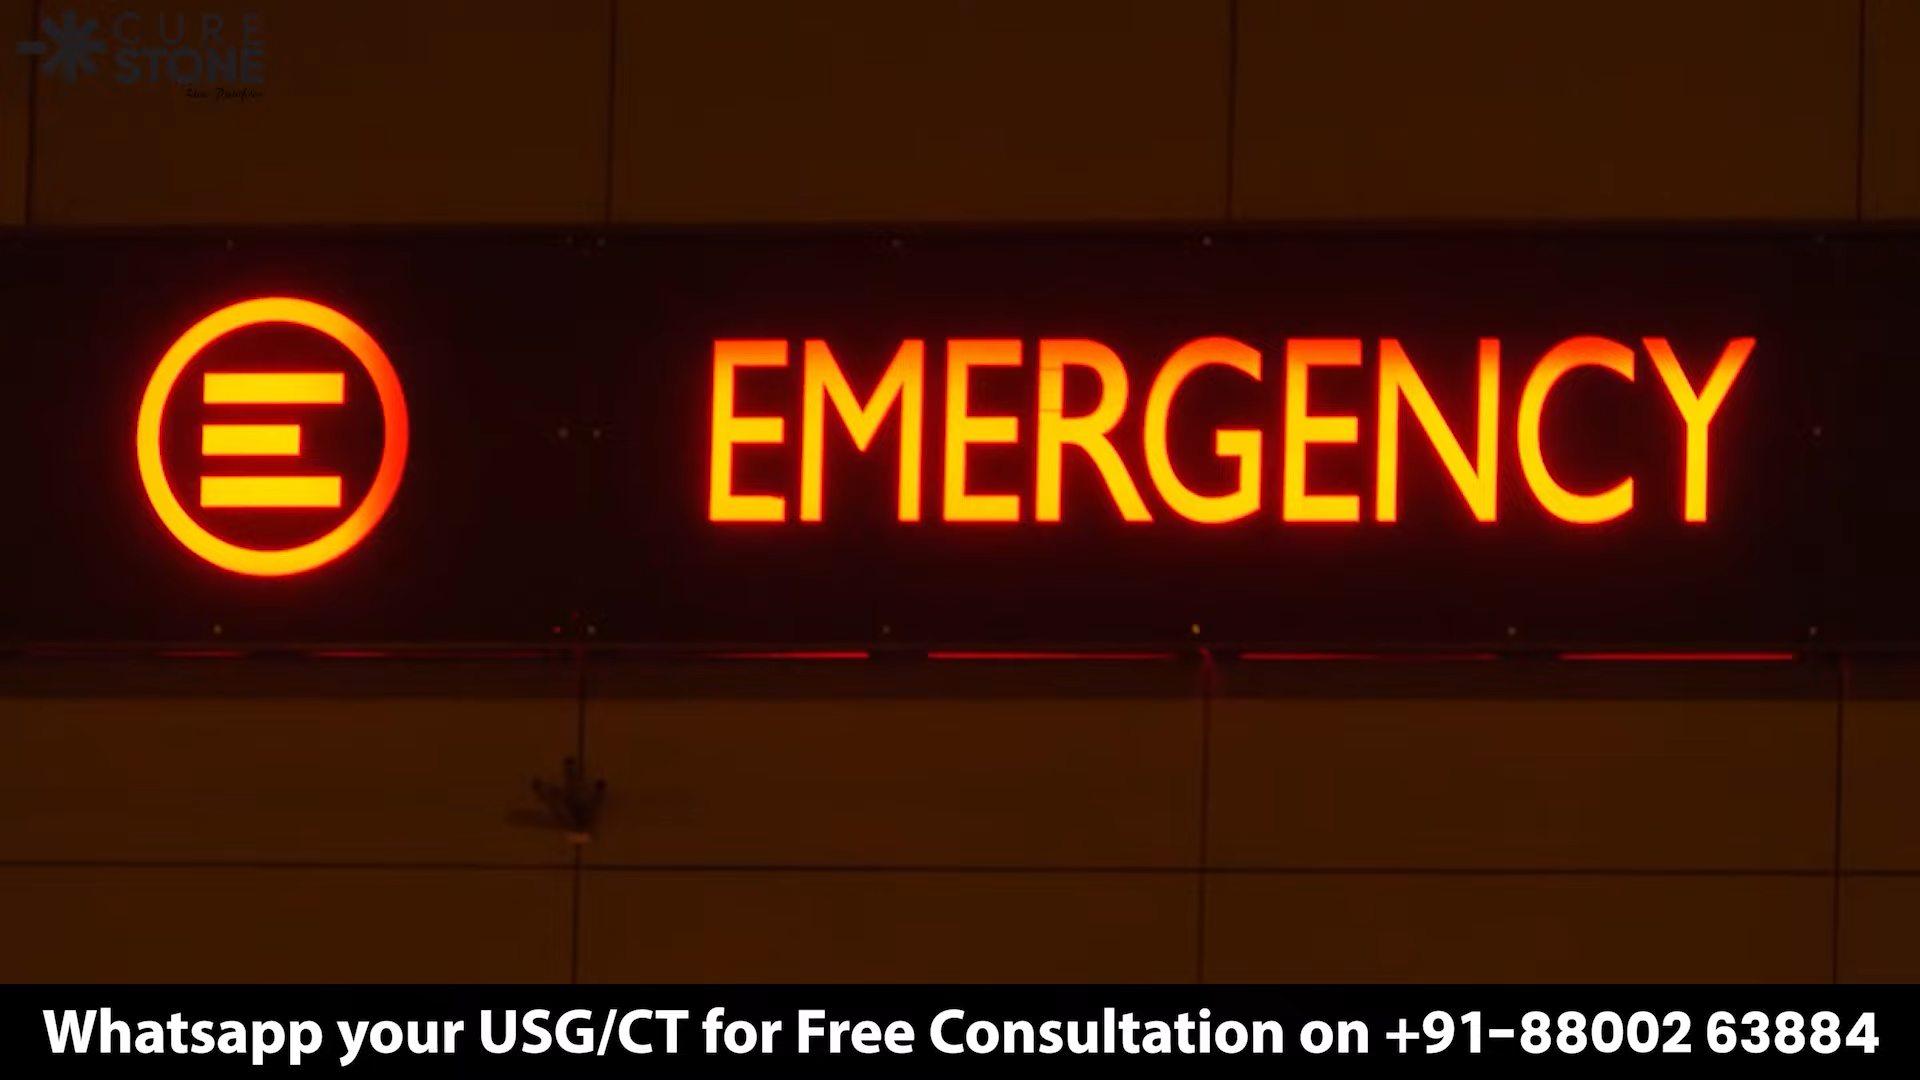 CURE
STONE
E EMERGENCY
Whatsapp your USG/CT for Free Consultation on +91-88002 63884